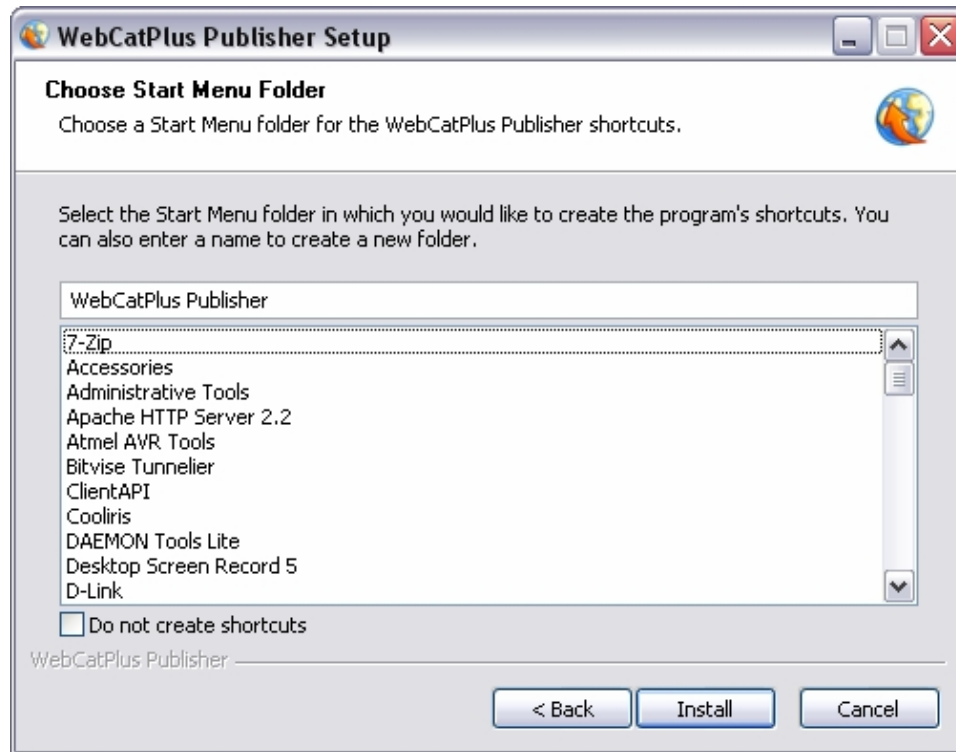 WebCatPlus Publisher Setup
Choose Start Menu Folder
Choose a Start Menu folder for the WebCatPlus Publisher shortcuts.
Select the Start Menu folder in which you would like to create the program's shortcuts. You
can also enter a name to create a new folder.
WebCatPlus Publisher
7-Zip
Accessories
Administrative Tools
Apache HTTP Server 2.2
Atmel AVR Tools
Bitvise Tunnelier
ClientAPI
Cooliris
DAEMON Tools Lite
Desktop Screen Record 5
D-Link
Do not create shortcuts
WebCatPlus Publisher
< Back Install Cancel